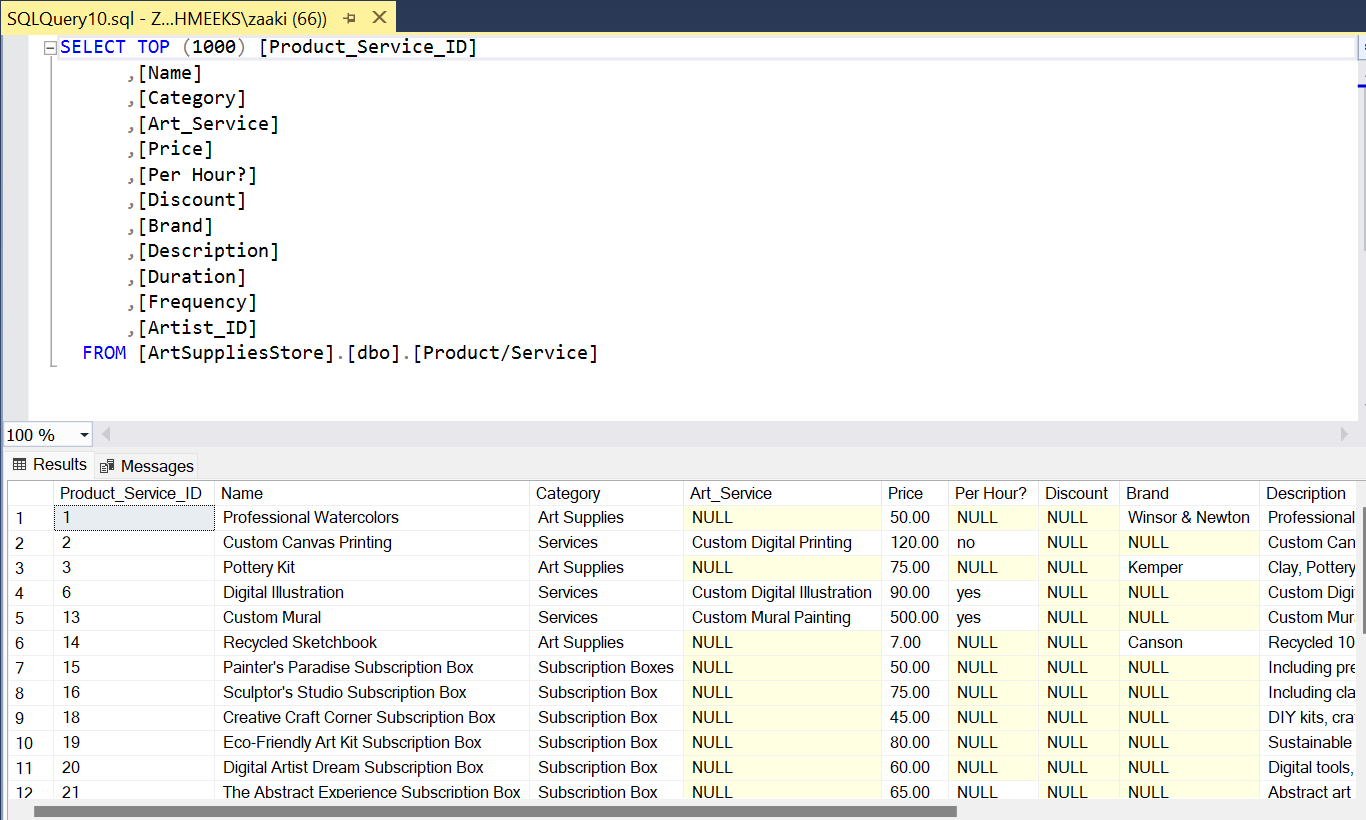 SQLQuery10.sql - Z...HMEEKS\zaaki (66))
SELECT TOP (1000) [Product_Service_ID]
,[Name]
,[Category]
,[Art_Service]
,[Price]
,[Per Hour?]
,[Discount]
,[Brand]
,[Description]
,[Duration]
,[Frequency]
,[Artist_ID]
FROM [ArtSuppliesStore].[dbo].[Product/Service]
100 %
Results Messages
Product_Service_ID Name Category Art_Service Price Per Hour? Discount Brand Description
1 1 Professional Watercolors Art Supplies NULL 50.00 NULL NULL Winsor & Newton Professional
2 2 Custom Canvas Printing Services Custom Digital Printing 120.00 no NULL NULL Custom Can
3 3 Pottery Kit Art Supplies NULL 75.00 NULL NULL Kemper Clay, Pottery
4 6 Digital Illustration Services Custom Digital Illustration 90.00 yes NULL NULL Custom Digi
5 13 Custom Mural Services Custom Mural Painting 500.00 yes NULL NULL Custom Mur
6 14 Recycled Sketchbook Art Supplies NULL 7.00 NULL NULL Canson Recycled 10
7 15 Painter's Paradise Subscription Box Subscription Boxes NULL 50.00 NULL NULL NULL Including pre
8 16 Sculptor's Studio Subscription Box Subscription Box NULL 75.00 NULL NULL NULL Including cla
9 18 Creative Craft Corner Subscription Box Subscription Box NULL 45.00 NULL NULL NULL DIY kits, cra
10 19 Eco-Friendly Art Kit Subscription Box Subscription Box NULL 80.00 NULL NULL NULL Sustainable
11 20 Digital Artist Dream Subscription Box Subscription Box NULL 60.00 NULL NULL NULL Digital tools,
12 21 The Abstract Experience Subscription Box Subscription Box NULL 65.00 NULL NULL NULL Abstract art